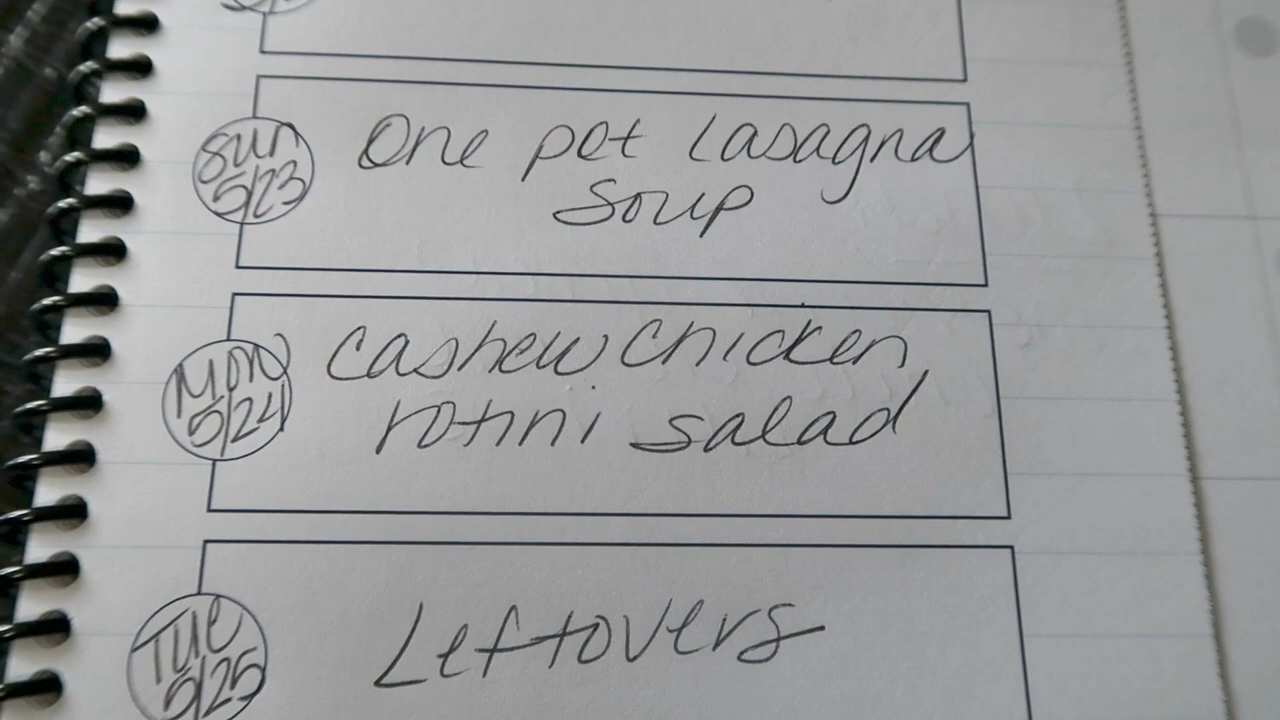 Sun
5/23
One pot Lasagna
Soup
Mon
5/24
Cashew Chicken
rotini salad
Tue
5/25
Leftovers